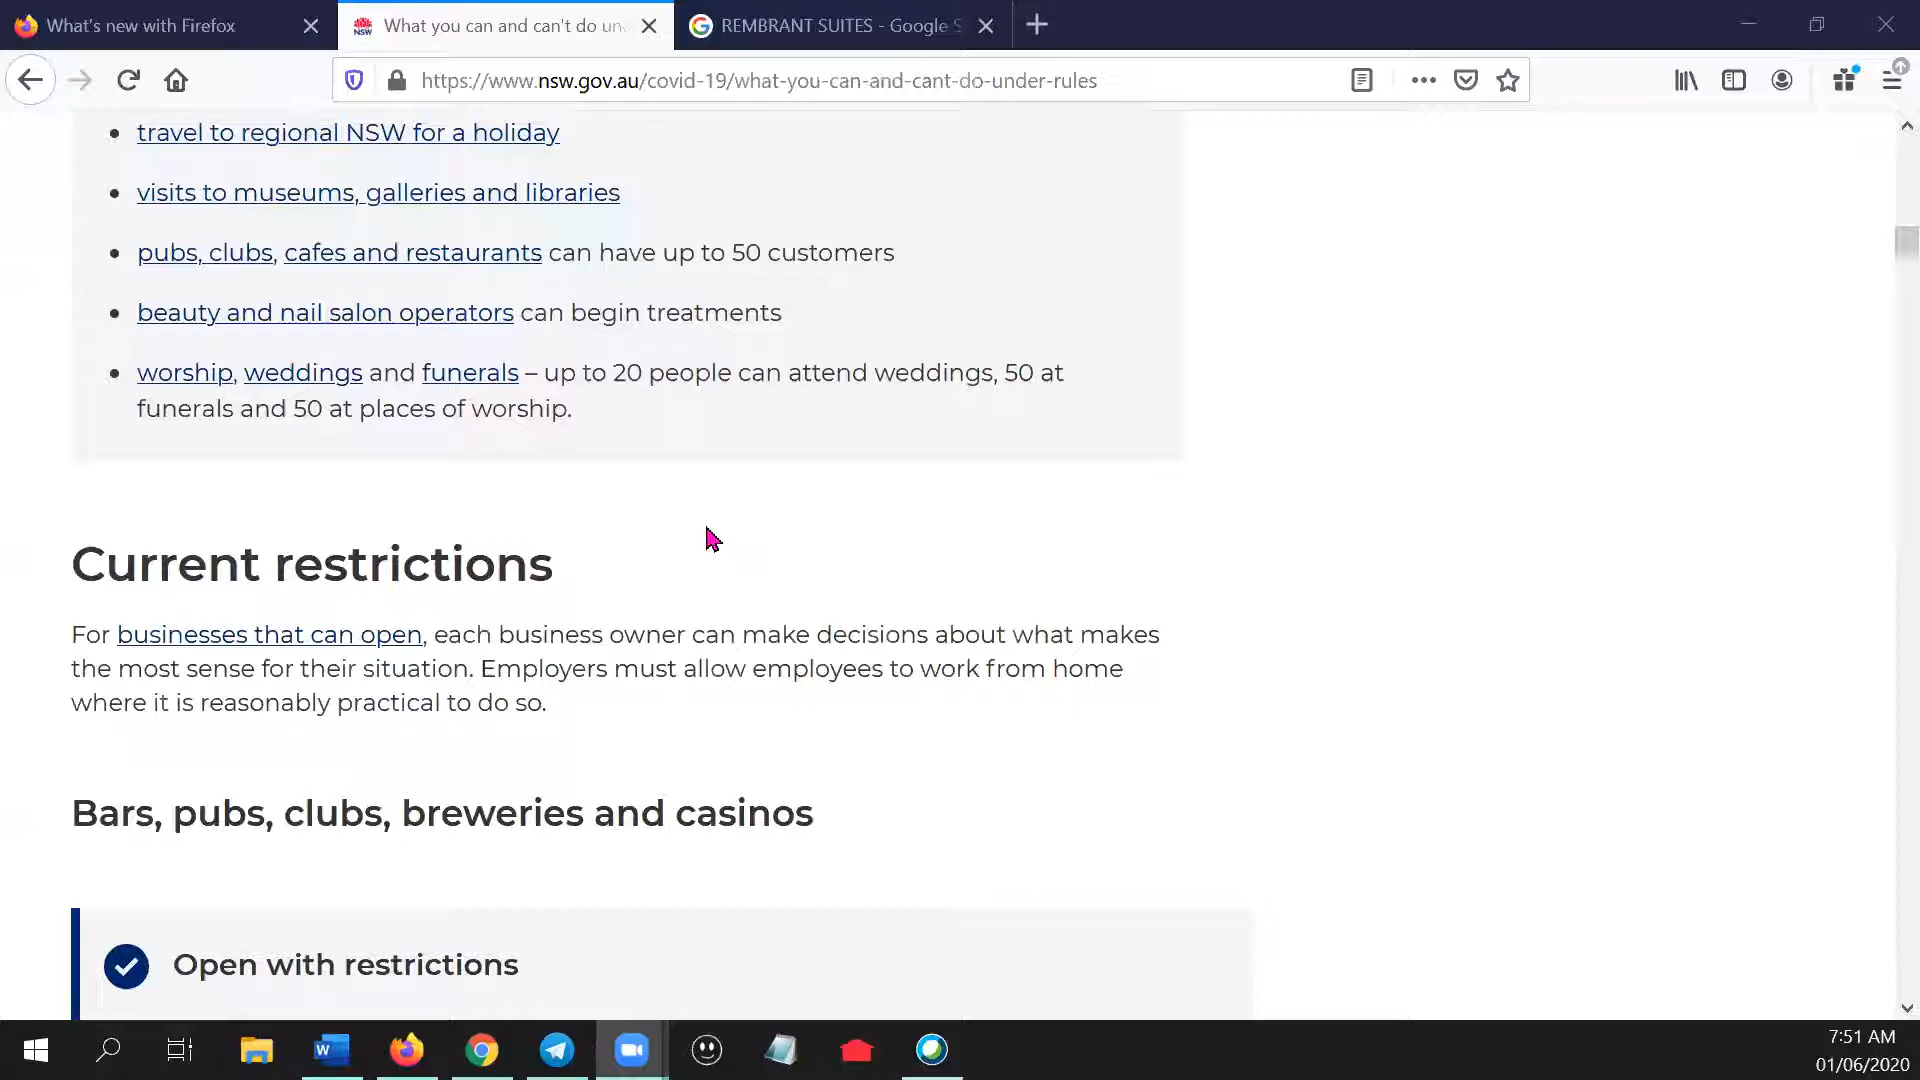 What's new with Firefox
What you can and can't do un
REMBRANT SUITES - Google S
https://www.nsw.gov.au/covid-19/what-you-can-and-cant-do-under-rules
travel to regional NSW for a holiday
visits to museums, galleries and libraries
pubs, clubs, cafes and restaurants can have up to 50 customers
beauty and nail salon operators can begin treatments
worship, weddings and funerals – up to 20 people can attend weddings, 50 at
funerals and 50 at places of worship.
Current restrictions
For businesses that can open, each business owner can make decisions about what makes
the most sense for their situation. Employers must allow employees to work from home
where it is reasonably practical to do so.
Bars, pubs, clubs, breweries and casinos
Open with restrictions
7:51 AM
01/06/2020